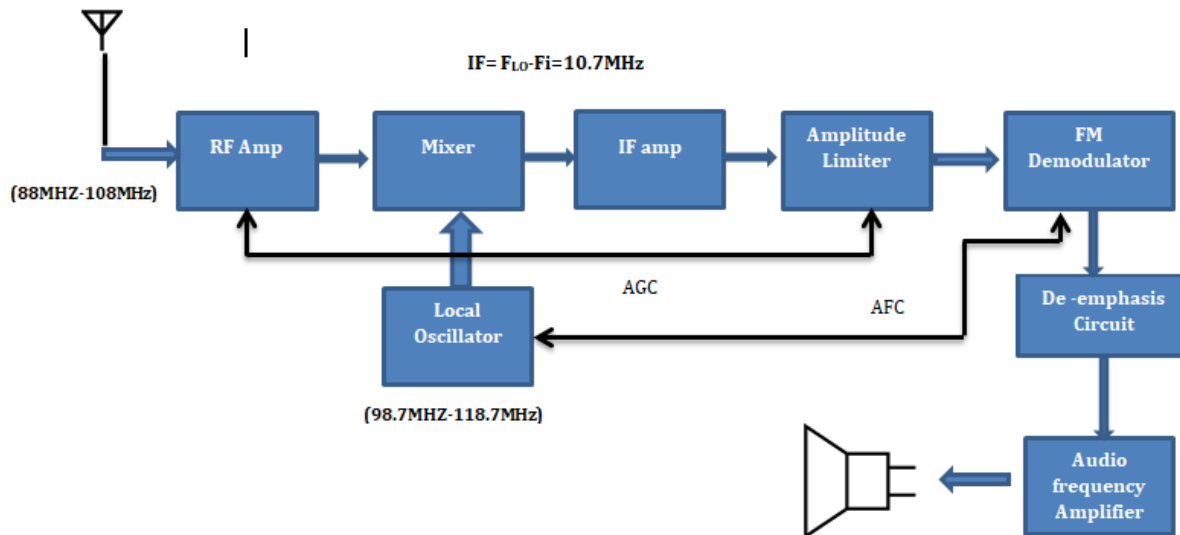 IF= FLO-Fi=10.7MHz
RF Amp
Mixer
IF amp
Amplitude
Limiter
FM
Demodulator
(88MHZ-108MHz)
AGC
AFC
Local
Oscillator
De -emphasis
Circuit
(98.7MHZ-118.7MHz)
Audio
frequency
Amplifier